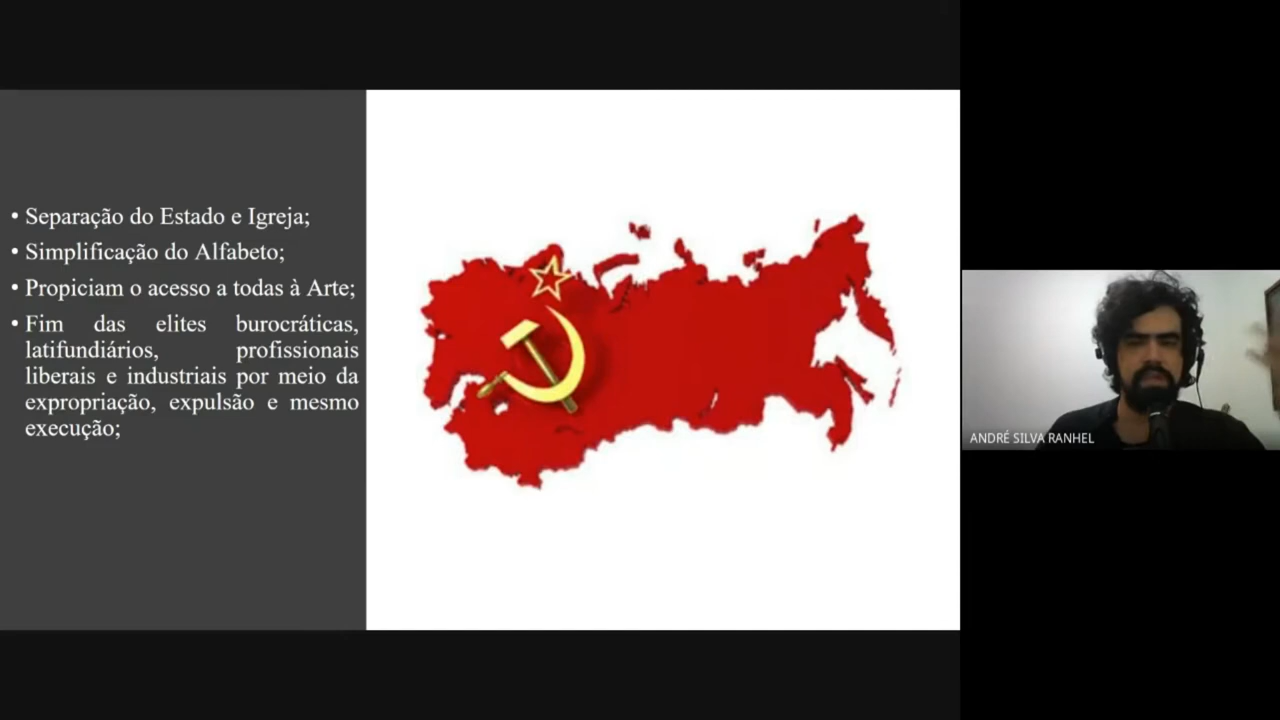 • Separação do Estado e Igreja;
• Simplificação do Alfabeto;
• Propiciam o acesso a todas à Arte;
• Fim das elites burocráticas,
latifundiários, profissionais
liberais e industriais por meio da
expropriação, expulsão e mesmo
execução;
ANDRÉ SILVA RANHEL